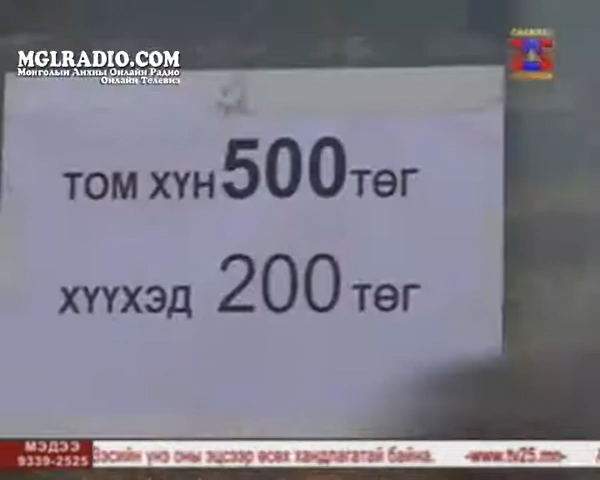 MGLRADIO.COM
Монголын Анхны Онлайн Радио
Онлайн Телевиз
ТОМ ХҮН 500 ТӨГ
ХҮҮХЭД 200 ТӨГ
МЭДЭЭ
9339-2525
Вэсийн үнэ оны эцсээр өсөх хандлагатай байна. -www.tv25.mn-